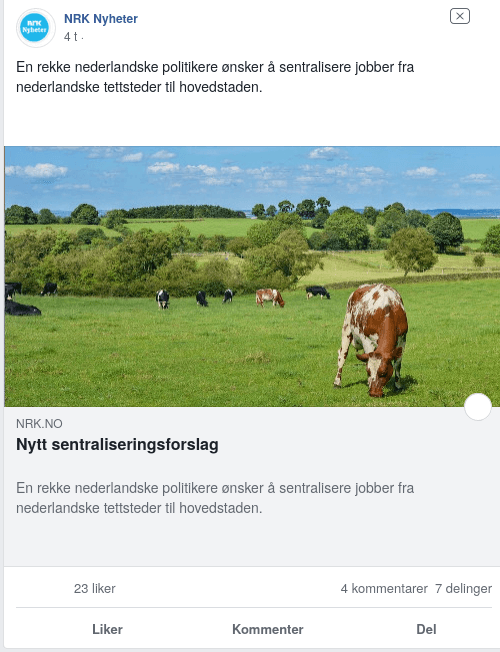 NRK
Nyheter
NRK Nyheter
4 t ·
En rekke nederlandske politikere ønsker å sentralisere jobber fra
nederlandske tettsteder til hovedstaden.
NRK.NO
Nytt sentraliseringsforslag
En rekke nederlandske politikere ønsker å sentralisere jobber fra
nederlandske tettsteder til hovedstaden.
23 liker 4 kommentarer 7 delinger
Liker Kommenter Del